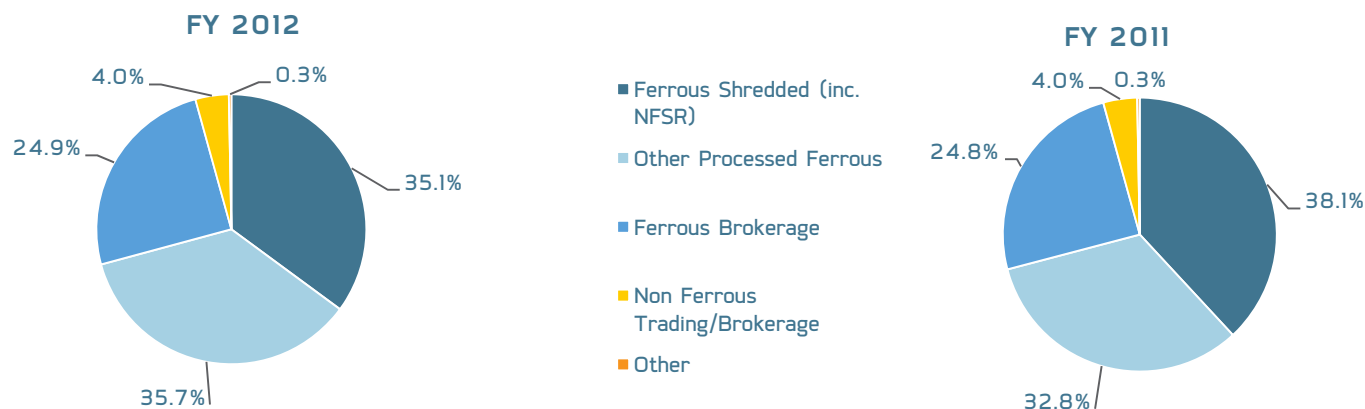 FY 2012
4.0%
0.3%
24.9%
35.1%
35.7%
Ferrous Shredded (inc.
NFSR)
Other Processed Ferrous
Ferrous Brokerage
Non Ferrous
Trading/Brokerage
Other
FY 2011
4.0%
0.3%
24.8%
38.1%
32.8%